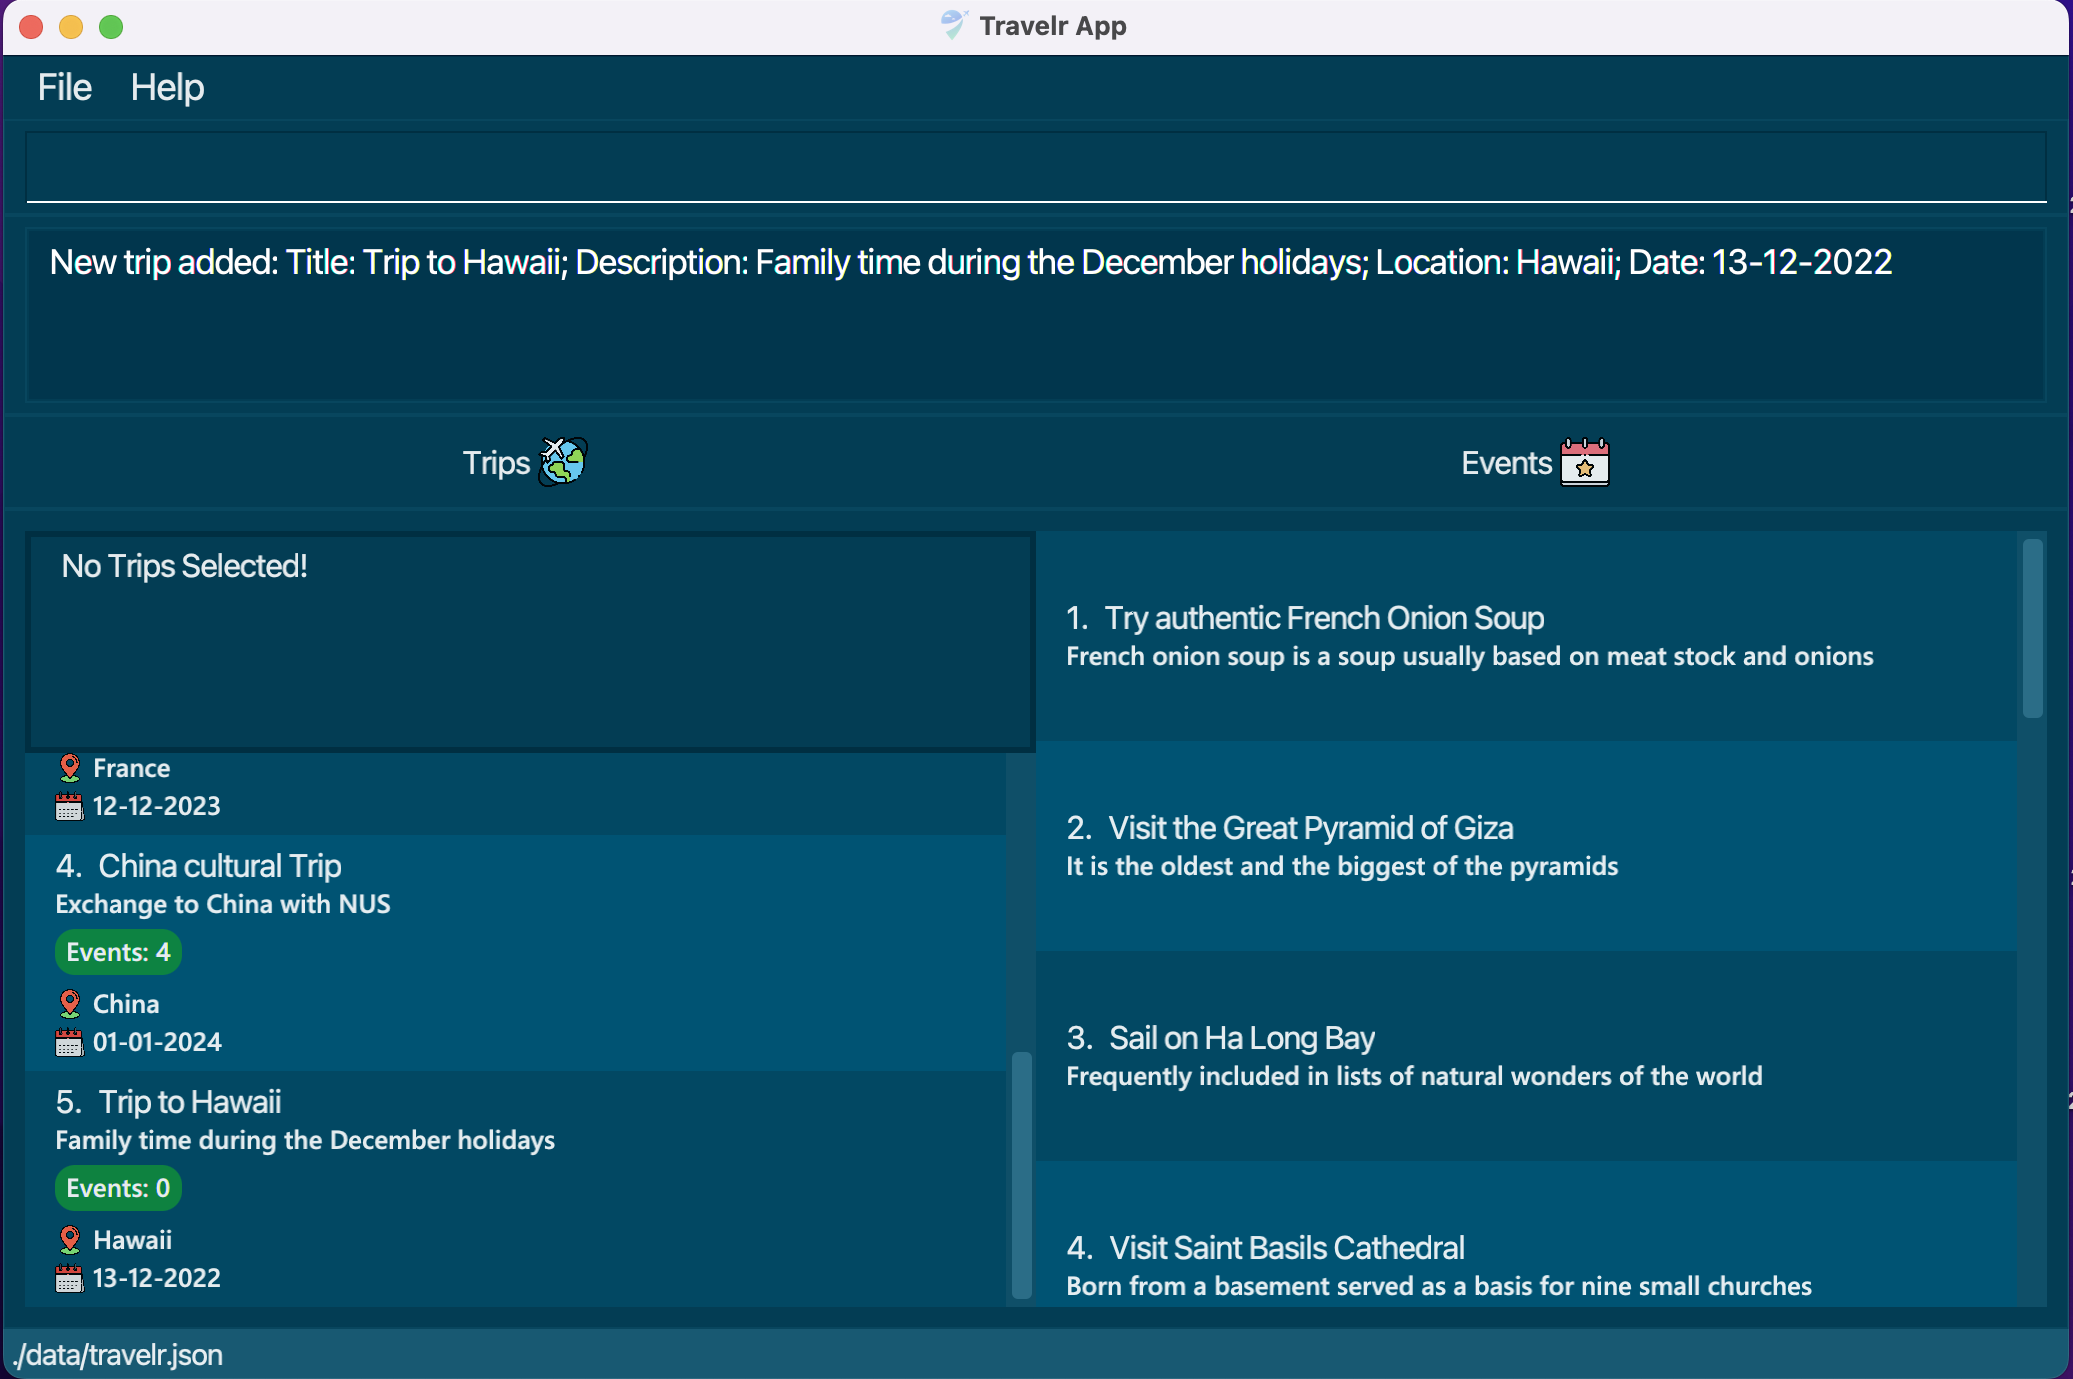 Travelr App
File Help
New trip added: Title: Trip to Hawaii; Description: Family time during the December holidays; Location: Hawaii; Date: 13-12-2022
Trips
Events
No Trips Selected!
France
12-12-2023
4. China cultural Trip
Exchange to China with NUS
Events: 4
China
01-01-2024
5. Trip to Hawaii
Family time during the December holidays
Events: 0
Hawaii
13-12-2022
1. Try authentic French Onion Soup
French onion soup is a soup usually based on meat stock and onions
2. Visit the Great Pyramid of Giza
It is the oldest and the biggest of the pyramids
3. Sail on Ha Long Bay
Frequently included in lists of natural wonders of the world
4. Visit Saint Basils Cathedral
Born from a basement served as a basis for nine small churches
./data/travelr.json